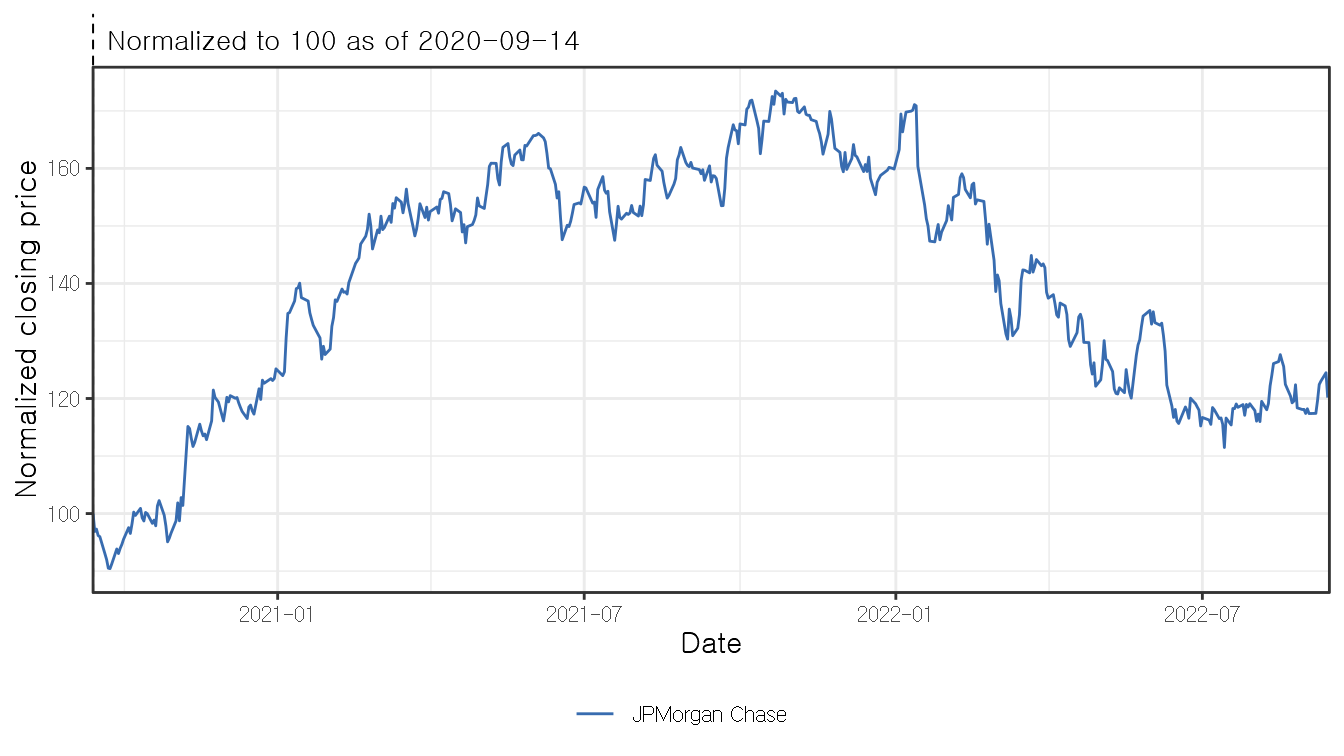 Normalized to 100 as of 2020-09-14
Normalized closing price
160
140
120
100
2021-01
2021-07
2022-01
2022-07
Date
JPMorgan Chase